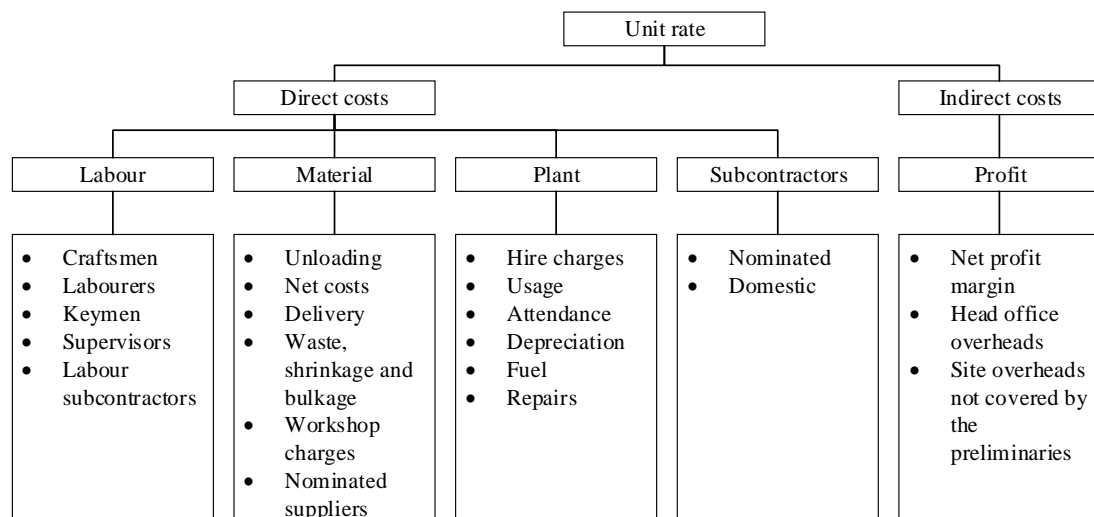 Unit rate
Direct costs
Indirect costs
Labour
Material
Plant
Subcontractors
Profit
• Craftsmen
• Labourers
• Keymen
• Supervisors
• Labour
subcontractors
• Unloading
• Net costs
• Delivery
• Waste,
shrinkage and
bulkage
• Workshop
charges
• Nominated
suppliers
• Hire charges
• Usage
• Attendance
• Depreciation
• Fuel
• Repairs
• Nominated
• Domestic
• Net profit
margin
• Head office
overheads
• Site overheads
not covered by
the
preliminaries